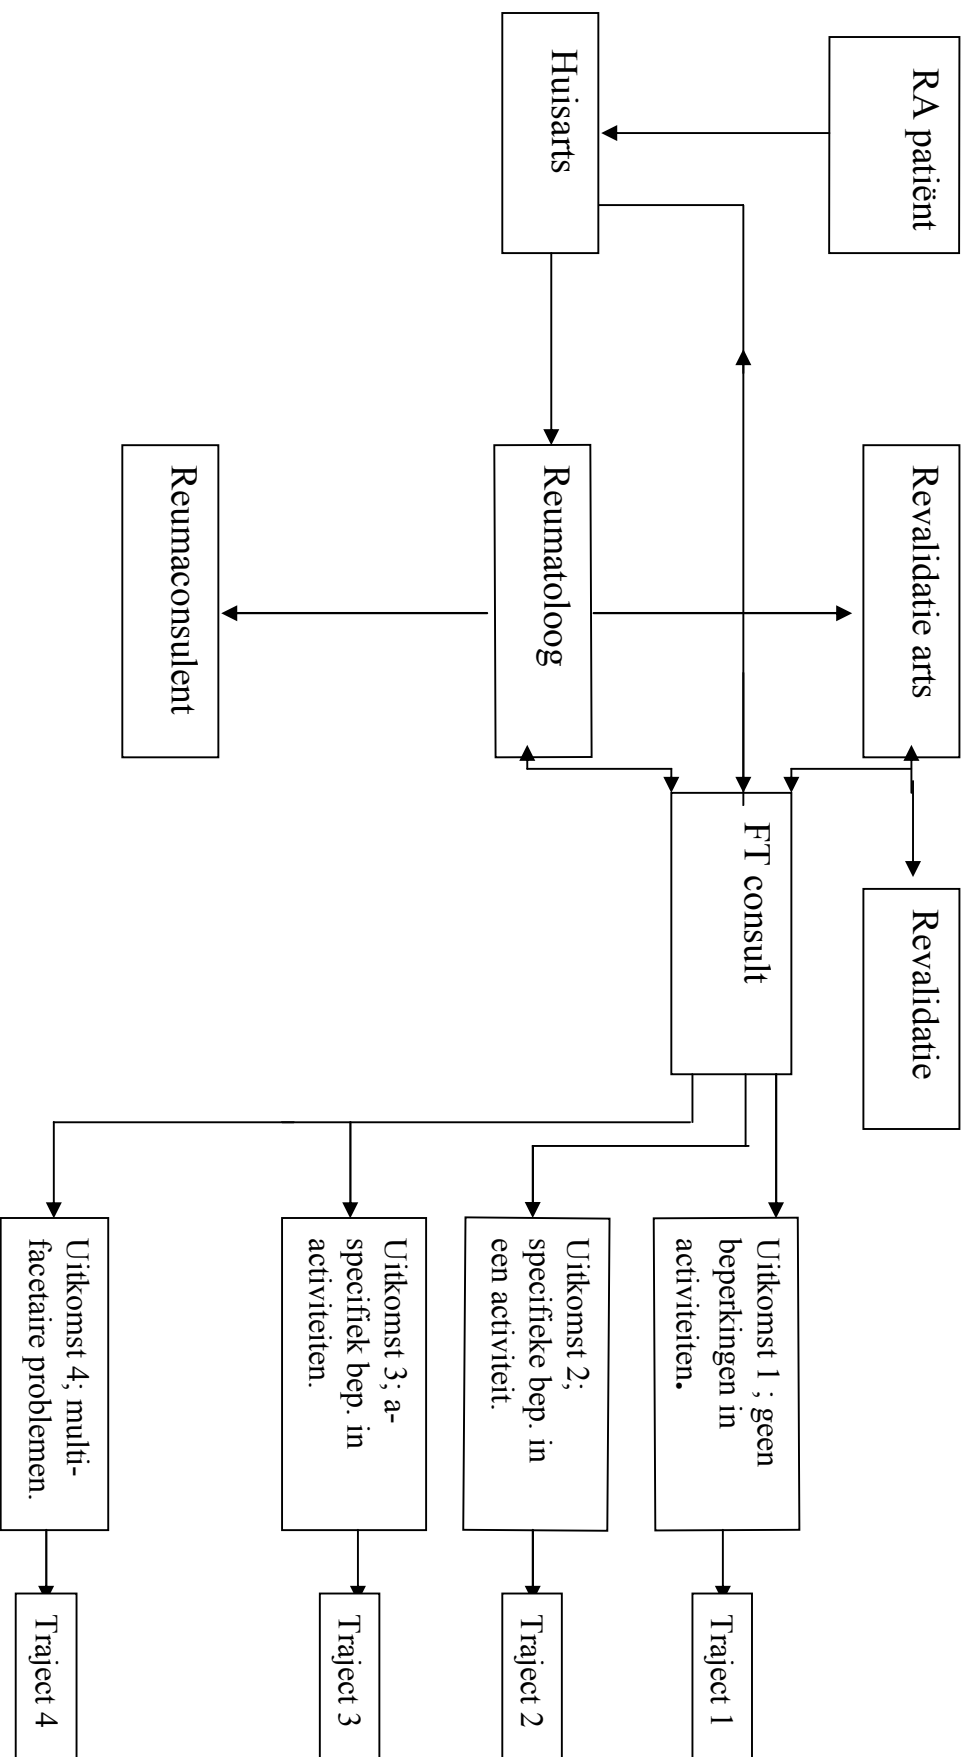 RA patiënt
Huisarts
Revalidatie arts
Reumatoloog
Reumaconsulent
Revalidatie
FT consult
Uitkomst 1 ; geen
beperkingen in
activiteiten.
Uitkomst 2;
specifieke bep. in
een activiteit.
Uitkomst 3; a-
specifiek bep. in
activiteiten.
Uitkomst 4; multi-
facetaire problemen.
Traject 1
Traject 2
Traject 3
Traject 4